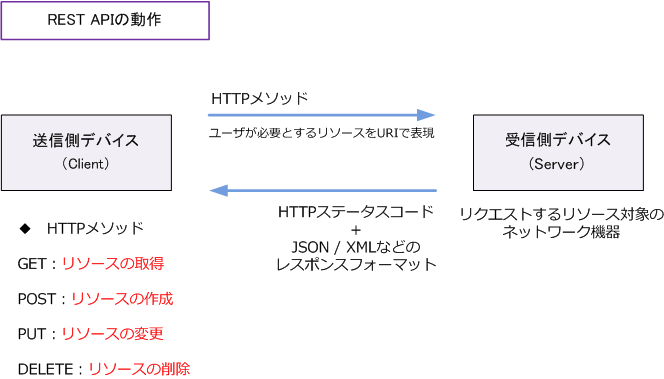 REST APIの動作
HTTPメソッド
ユーザが必要とするリソースをURIで表現
送信側デバイス
（Client）
受信側デバイス
（Server）
HTTPステータスコード
+
JSON / XMLなどの
レスポンスフォーマット
リクエストするリソース対象の
ネットワーク機器
◆ HTTPメソッド
GET：リソースの取得
POST：リソースの作成
PUT：リソースの変更
DELETE：リソースの削除